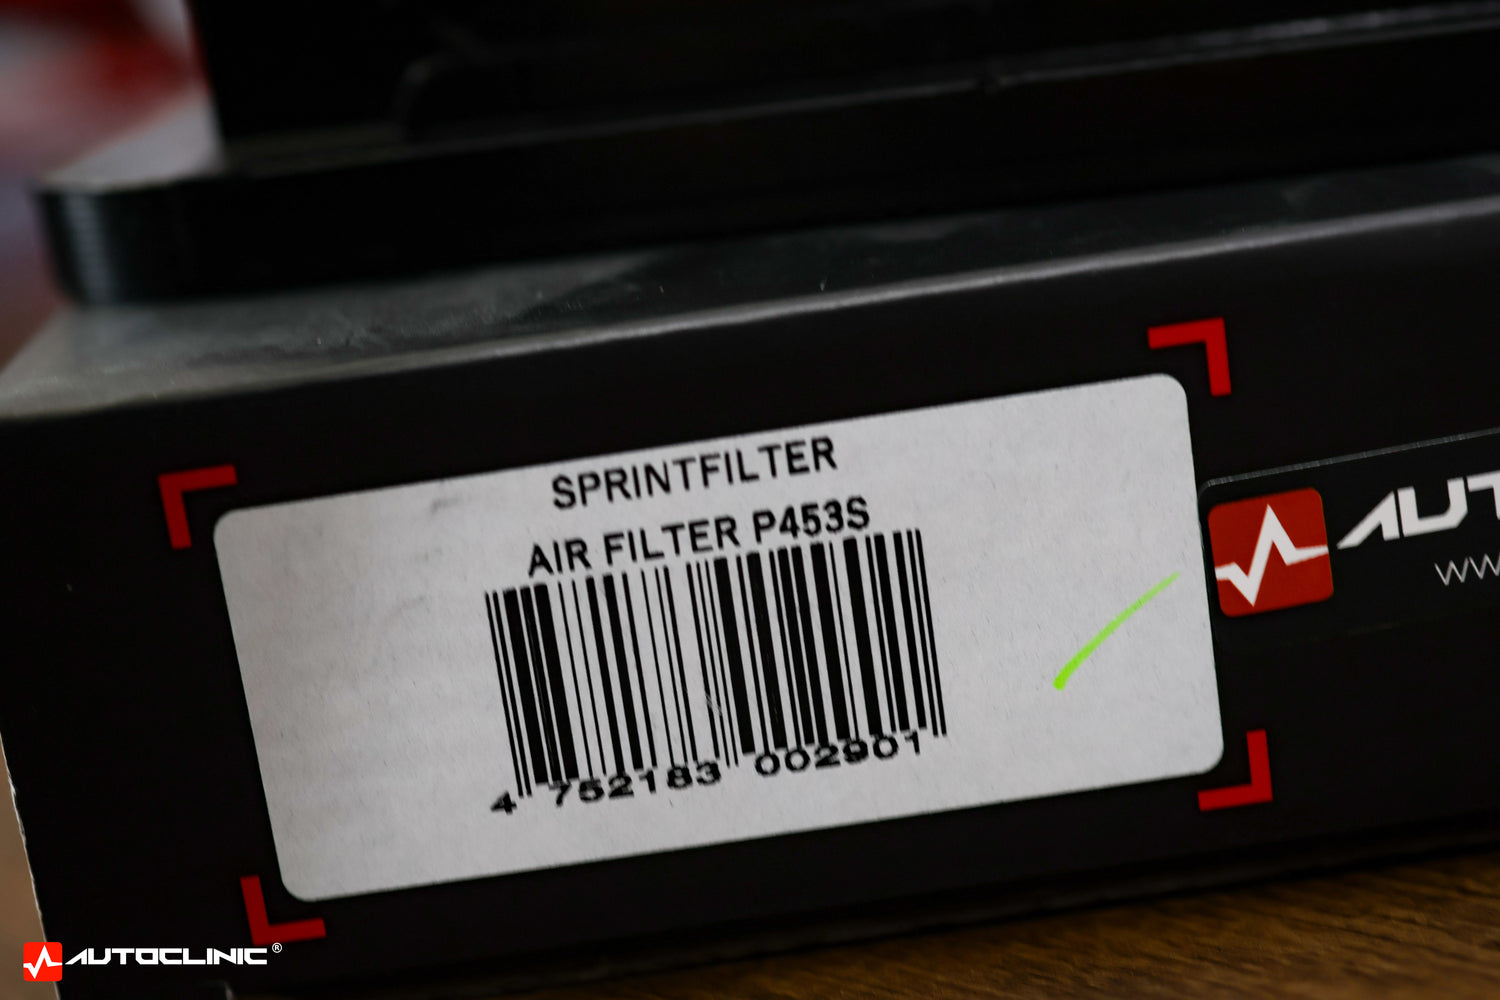 SPRINTFILTER
AIR FILTER P453S
4 752183 002901
AUTOCLINIC®